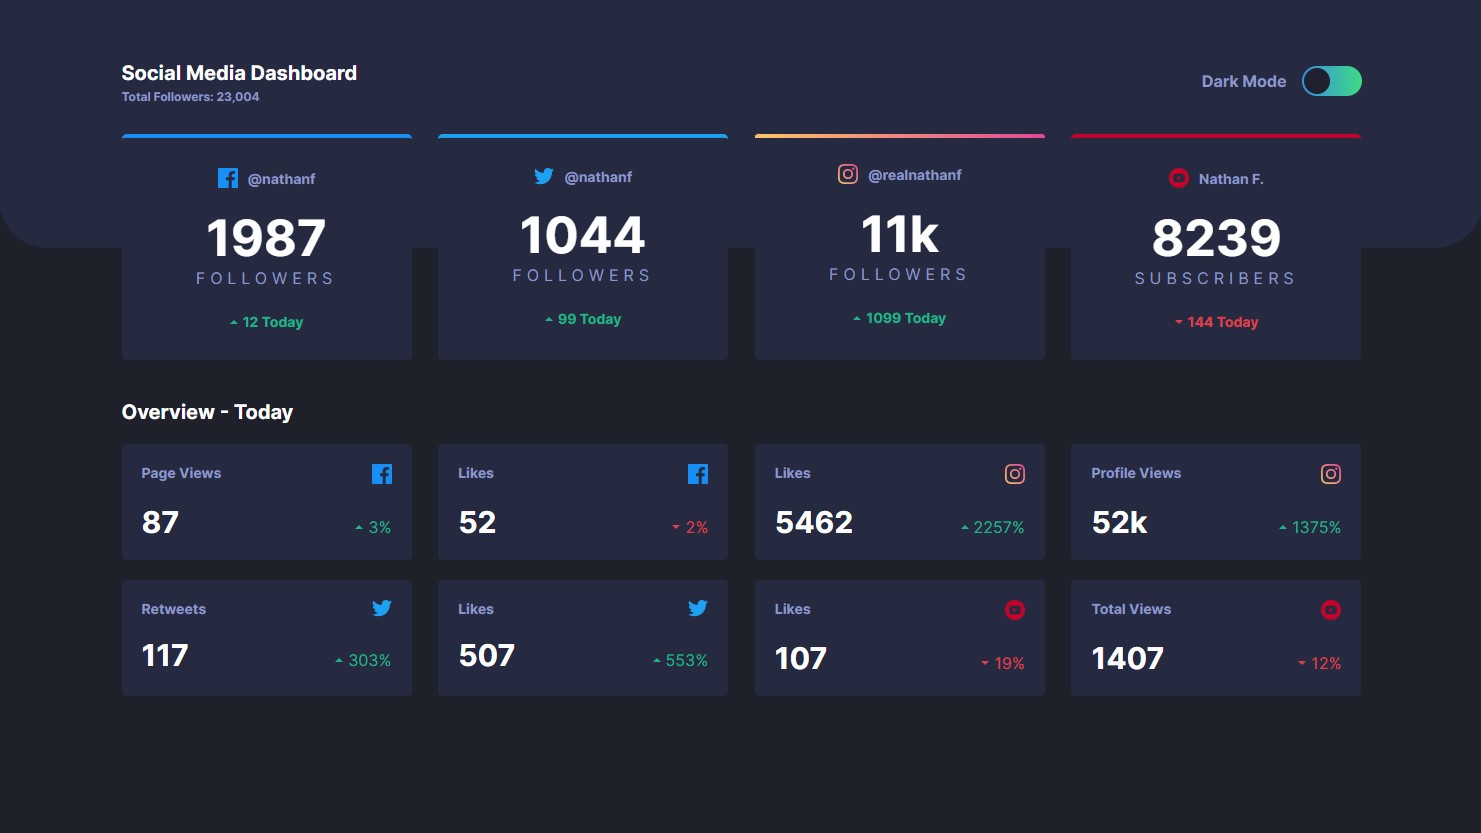 Social Media Dashboard
Total Followers: 23,004
Dark Mode
@nathanf
1987
FOLLOWERS
12 Today
@nathanf
1044
FOLLOWERS
99 Today
@realnathanf
11k
FOLLOWERS
1099 Today
Nathan F.
8239
SUBSCRIBERS
144 Today
Overview - Today
Page Views
87
3%
Likes
52
2%
Likes
5462
2257%
Profile Views
52k
1375%
Retweets
117
303%
Likes
507
553%
Likes
107
19%
Total Views
1407
12%